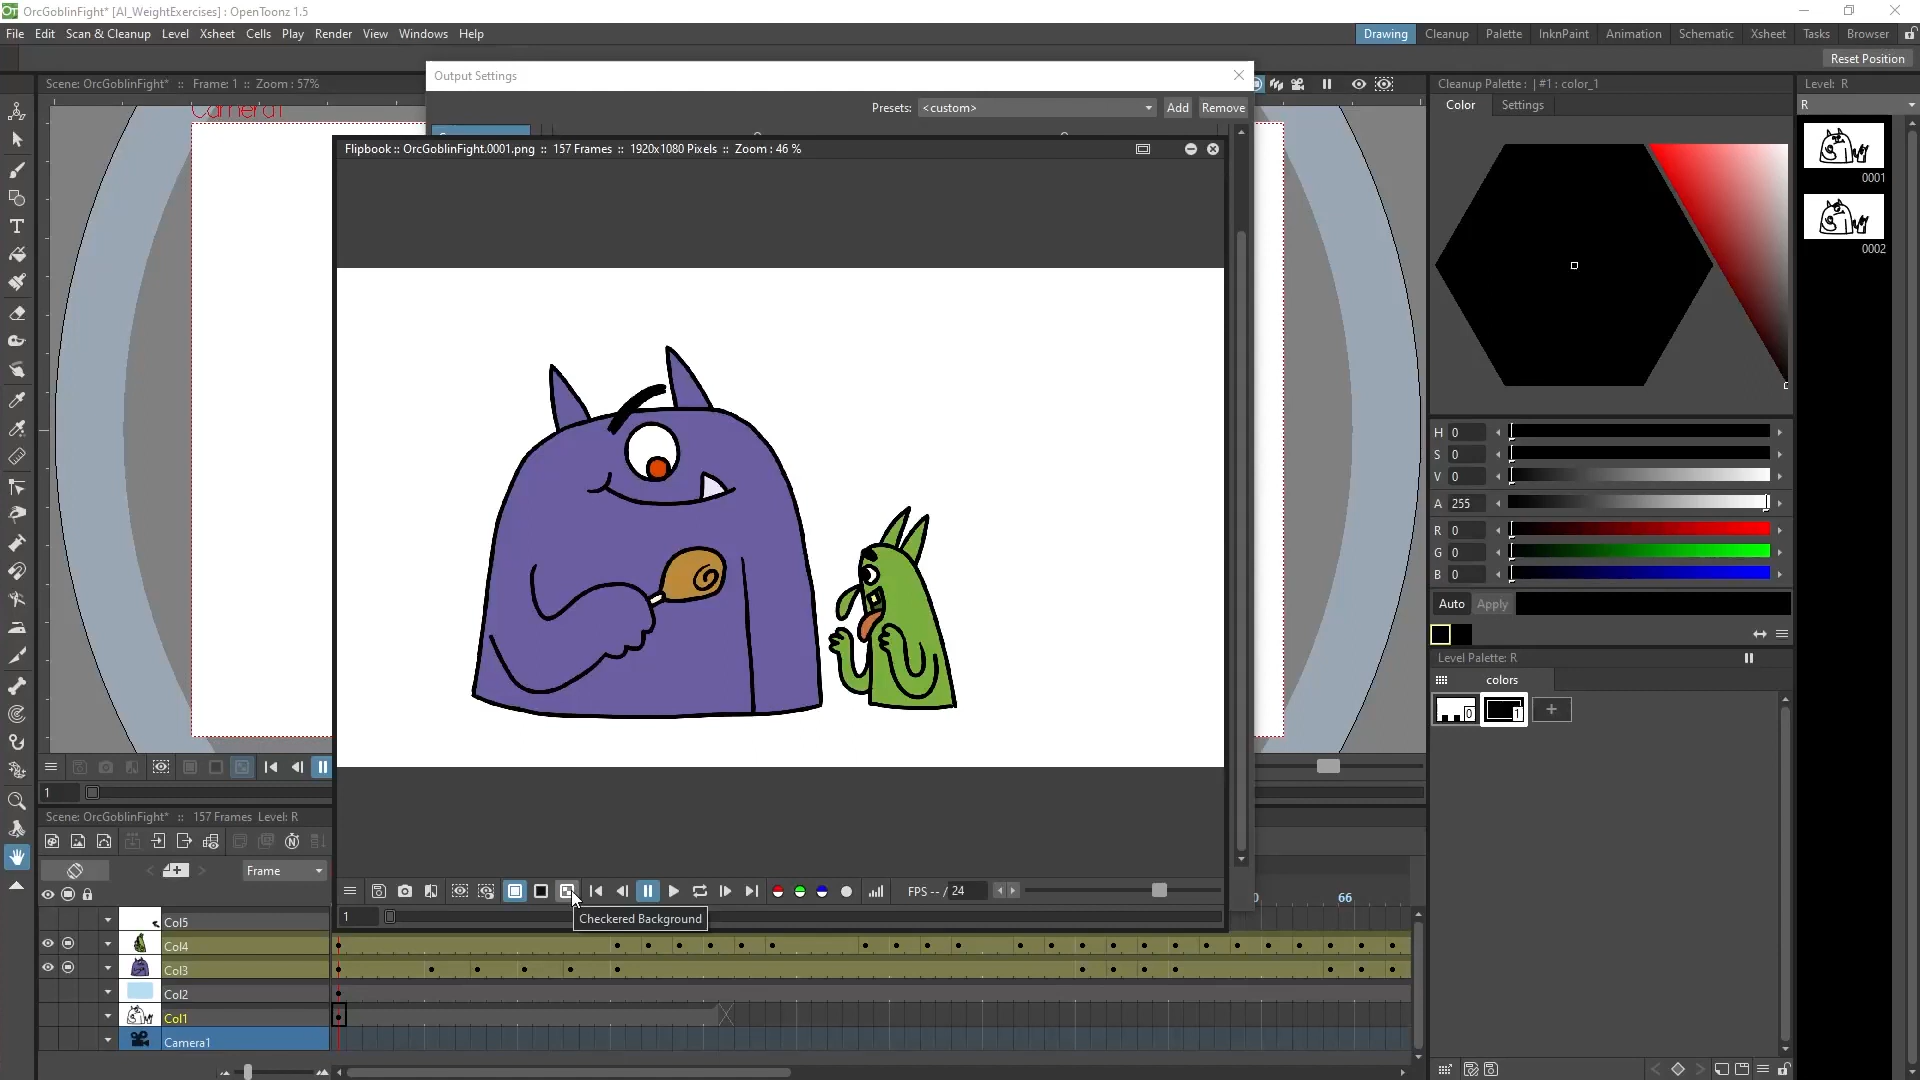 OrcGoblinFight* [AI_WeightExercises] : OpenToonz 1.5
File Edit Scan & Cleanup Level Xsheet Cells Play Render View Windows Help
Drawing Cleanup Palette InknPaint Animation Schematic Xsheet Tasks Browser
Reset Position
Scene: OrcGoblinFight* :: Frame: 1 :: Zoom : 57%
Camera1
Output Settings
Presets: <custom> Add Remove
Flipbook :: OrcGoblinFight.0001.png :: 157 Frames :: 1920x1080 Pixels :: Zoom : 46 %
FPS -- / 24
1
Checkered Background
1
Scene: OrcGoblinFight* :: 157 Frames Level: R
Frame
66
Col5
Col4
Col3
Col2
Col1
Camera1
Cleanup Palette : | #1 : color_1
Color Settings
H 0
S 0
V 0
A 255
R 0
G 0
B 0
Auto Apply
Level Palette: R
colors
0 1 +
Level: R
R
0001
0002